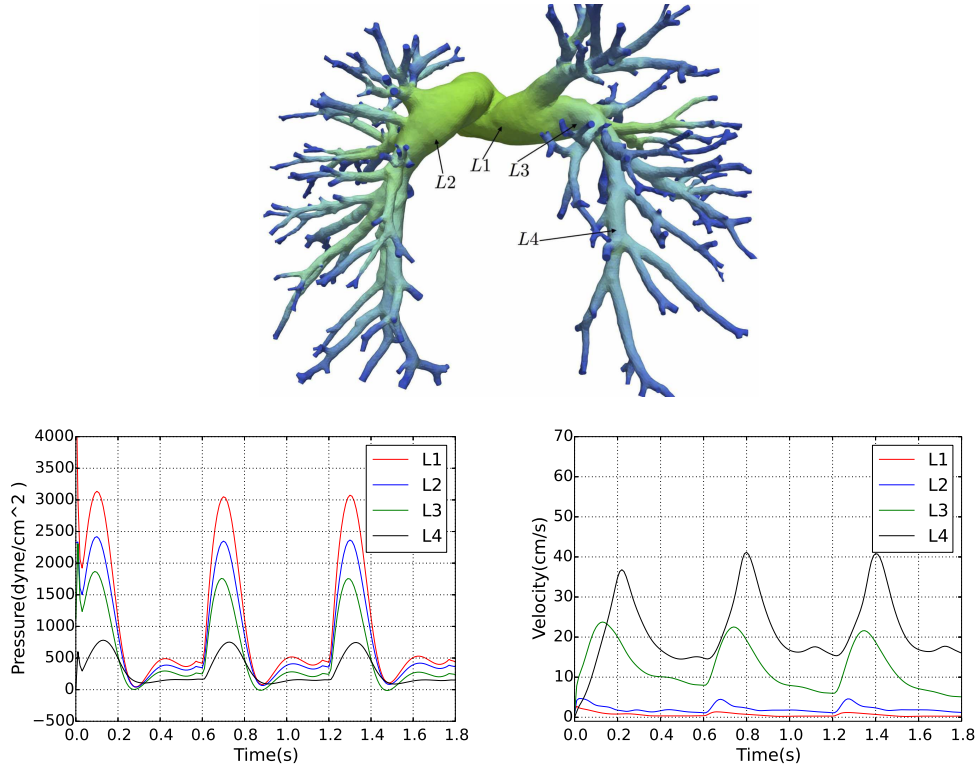 L1
L2
L3
L4
4000
3500
3000
2500
2000
1500
1000
500
0
−500
0.0 0.2 0.4 0.6 0.8 1.0 1.2 1.4 1.6 1.8
Time(s)
Pressure(dyne/cm^2 )
L1
L2
L3
L4
70
60
50
40
30
20
10
0
0.0 0.2 0.4 0.6 0.8 1.0 1.2 1.4 1.6 1.8
Time(s)
Velocity(cm/s)
L1
L2
L3
L4